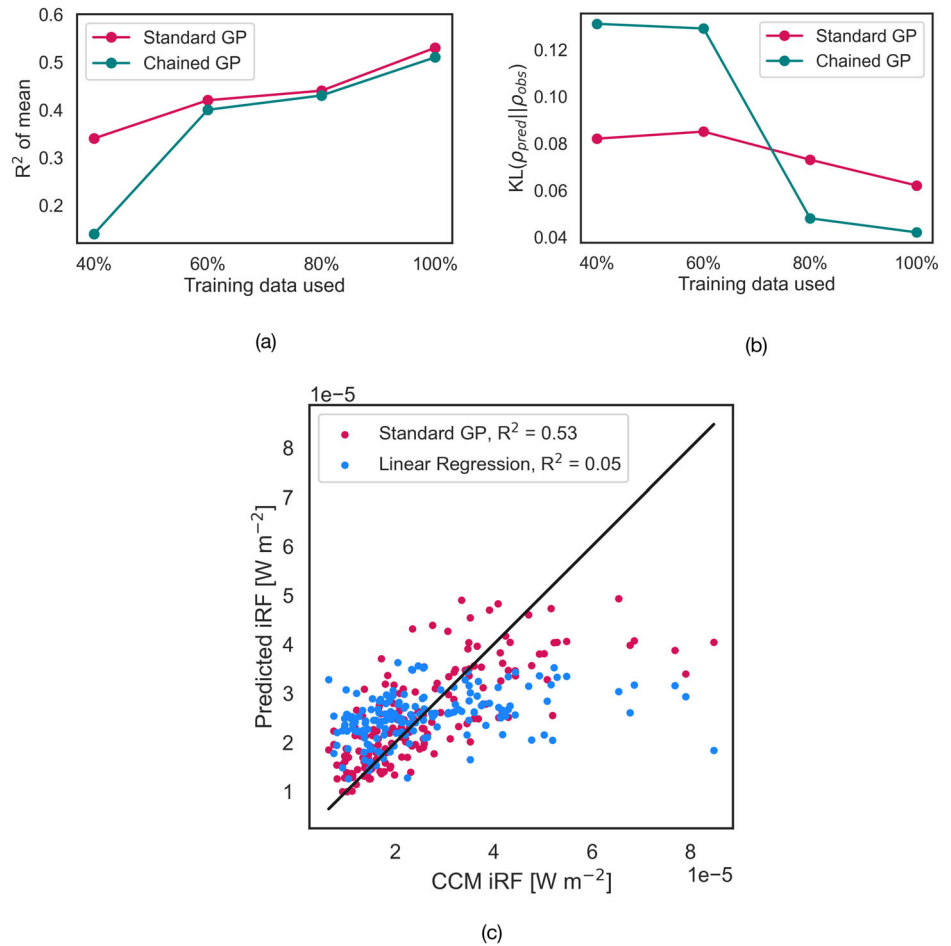 0.6
0.5
0.4
0.3
0.2
R² of mean
Standard GP
Chained GP
40% 60% 80% 100%
Training data used
(a)
0.12
0.10
0.08
0.06
0.04
KL(ρpred||ρobs)
Standard GP
Chained GP
40% 60% 80% 100%
Training data used
(b)
1e−5
Standard GP, R² = 0.53
Linear Regression, R² = 0.05
8
7
6
5
4
3
2
1
Predicted iRF [W m⁻²]
2 4 6 8
1e−5
CCM iRF [W m⁻²]
(c)